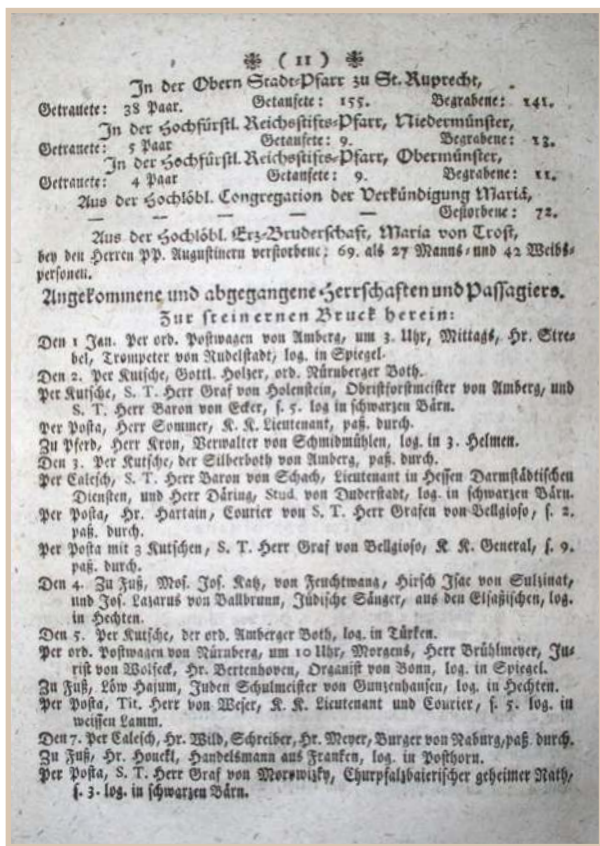 ❉ ( 11 ) ❉
In der Obern Stadt-Pfarr zu St. Ruprecht,
Getrauete: 38 Paar. Getaufete: 155. Begrabene: 141.
In der Hochfürstl. Reichsstifts-Pfarr, Niedermünster,
Getrauete: 5 Paar Getaufete: 9. Begrabene: 13.
In der Hochfürstl. Reichsstifts-Pfarr, Obermünster,
Getrauete: 4 Paar Getaufete: 9. Begrabene: 11.
Aus der Hochlöbl. Congregation der Verkündigung Mariä,
— — — — — Gestorbene: 72.
Aus der Hochlöbl. Erz-Bruderschaft, Maria von Trost,
bey den Herren PP. Augustinern verstorbene; 69. als 27 Manns- und 42 Weibs-
personen.
Angekommene und abgegangene Herrschaften und Passagiers.
Zur steinernen Bruck herein:
Den 1 Jan. Per ord. Postwagen von Amberg, um 3. Uhr, Mittags, Hr. Stre-
bel, Trompeter von Rudelstadt, log. in Spiegel.
Den 2. Per Kutsche, Gottl. Holzer, ord. Nürnberger Both.
Per Kutsche, S. T. Herr Graf von Holenstein, Obristforstmeister von Amberg, und
S. T. Herr Baron von Ecker, s. 5. log in schwarzen Bärn.
Per Posta, Herr Sommer, K. K. Lieutenant, paß. durch.
Zu Pferd, Herr Kron, Verwalter von Schmidmühlen, log. in 3. Helmen.
Den 3. Per Kutsche, der Silberboth von Amberg, paß. durch.
Per Calesch, S. T. Herr Baron von Schach, Lieutenant in Hessen Darmstädtischen
Diensten, und Herr Däring, Stud. von Duderstadt, log. in schwarzen Bärn.
Per Posta, Hr. Hartain, Courier von S. T. Herr Grafen von Bellgioso, s. 2.
paß. durch.
Per Posta mit 3 Kutschen, S. T. Herr Graf von Bellgioso, K. K. General, s. 9.
paß. durch.
Den 4. Zu Fuß, Mos. Jos. Katz, von Feuchtwang, Hirsch Isac von Sulzinat,
und Jos. Lazarus von Ballbrunn, Jüdische Sänger, aus den Elsaßischen, log.
in Hechten.
Den 5. Per Kutsche, der ord. Amberger Both, log. in Türken.
Per ord. Postwagen von Nürnberg, um 10 Uhr, Morgens, Herr Brühlmeyer, Ju-
rist von Wolfeck, Hr. Bertenhoven, Organist von Bonn, log. in Spiegel.
Zu Fuß, Löw Hajum, Juden Schulmeister von Gunzenhausen, log. in Hechten.
Per Posta, Tit. Herr von Weser, K. K. Lieutenant und Courier, s. 5. log. in
weissen Lamm.
Den 7. Per Calesch, Hr. Wild, Schreiber, Hr. Meyer, Burger von Naburg, paß. durch.
Zu Fuß, Hr. Houckl, Handelsmann aus Franken, log. in Posthorn.
Per Posta, S. T. Herr Graf von Morowizky, Churpfalzbaierischer geheimer Rath,
s. 3. log. in schwarzen Bärn.